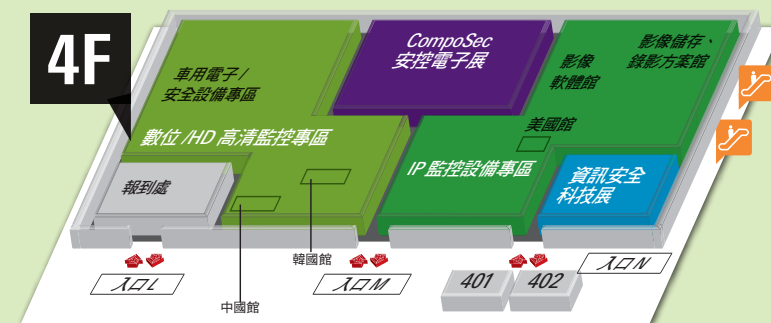 4F
車用電子 /
安全設備專區
CompoSec
安控電子展
影像
軟體館
影像儲存、
錄影方案館
美國館
數位 /HD 高清監控專區
IP 監控設備專區
資訊安全
科技展
報到處
韓國館
中國館
入口 L
入口 M
401
402
入口 N